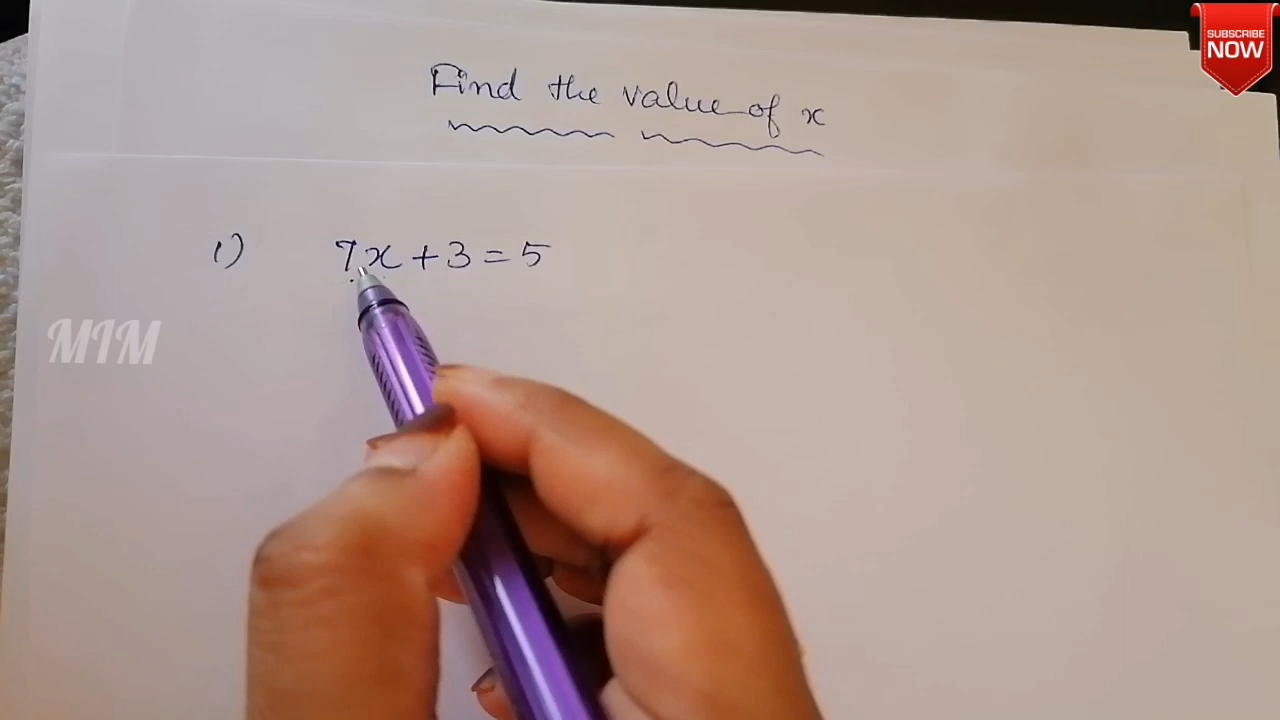 SUBSCRIBE
NOW
Find the value of x
1) 7x + 3 = 5
MIM